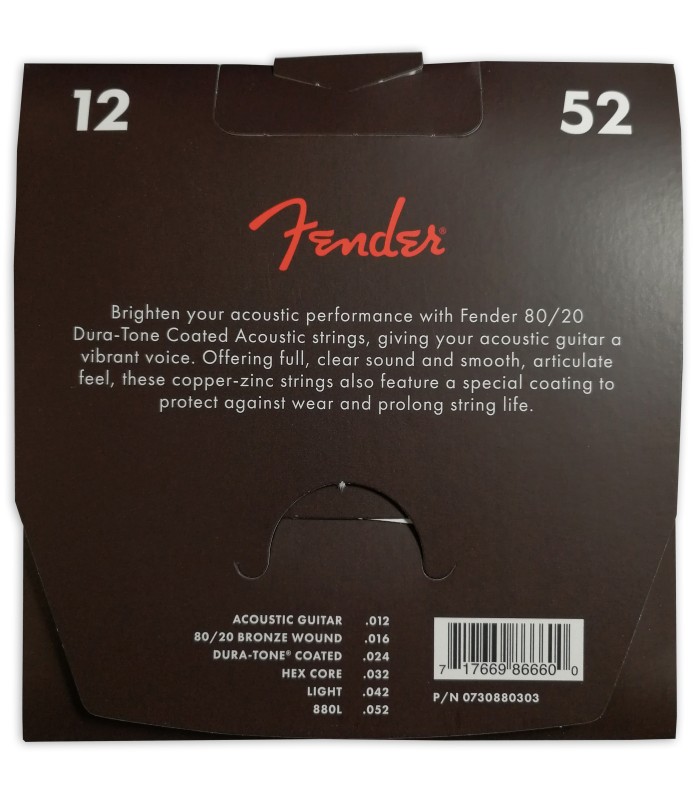 12 52
Fender®
Brighten your acoustic performance with Fender 80/20
Dura-Tone Coated Acoustic strings, giving your acoustic guitar a
vibrant voice. Offering full, clear sound and smooth, articulate
feel, these copper-zinc strings also feature a special coating to
protect against wear and prolong string life.
ACOUSTIC GUITAR .012
80/20 BRONZE WOUND .016
DURA-TONE® COATED .024
HEX CORE .032
LIGHT .042
880L .052
7 17669 86660 0
P/N 0730880303